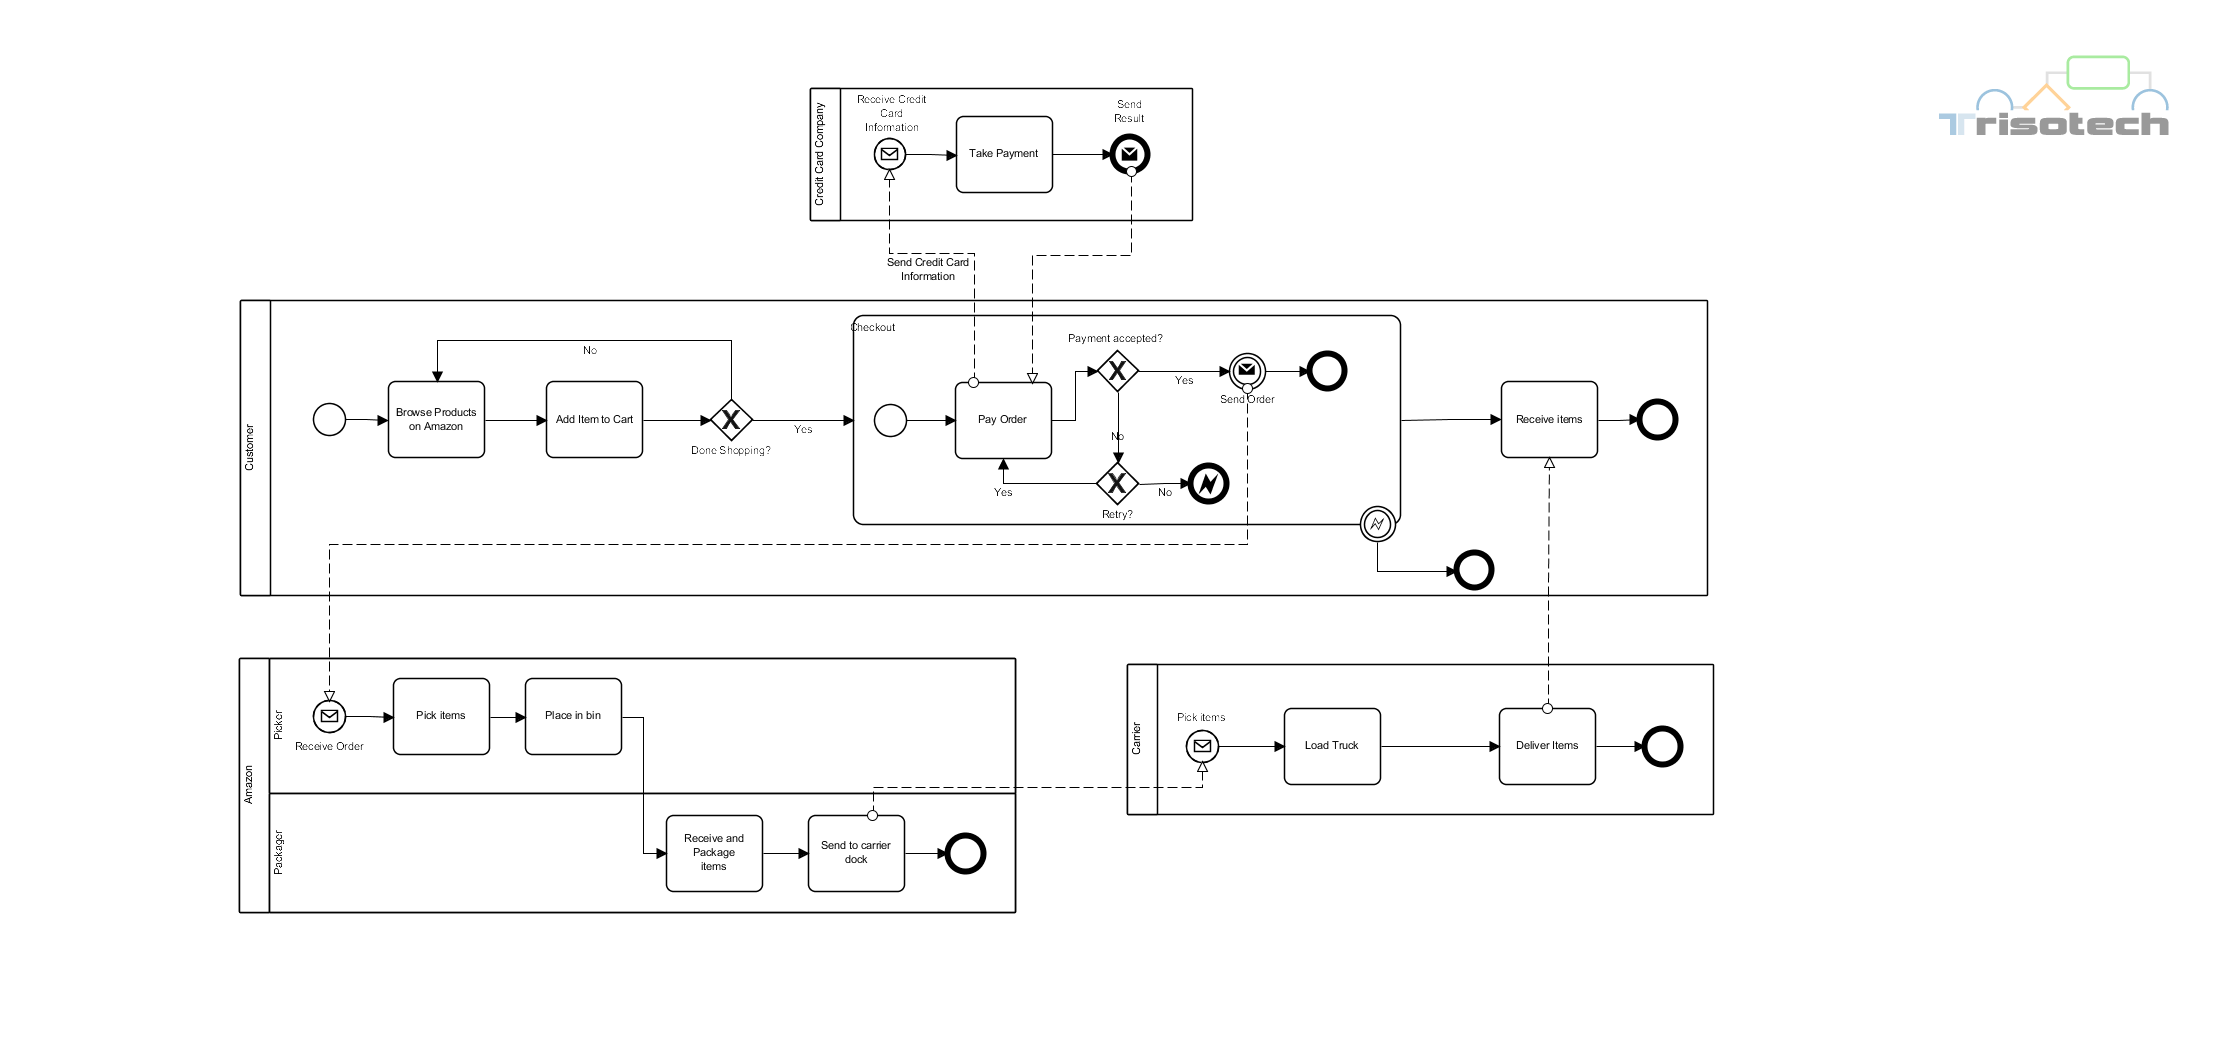 Trisotech
Credit Card Company
Receive Credit
Card
Information
Take Payment
Send
Result
Send Credit Card
Information
Customer
Browse Products
on Amazon
Add Item to Cart
No
Done Shopping?
Yes
Checkout
Pay Order
Payment accepted?
Yes
Send Order
No
Yes
No
Retry?
Receive items
Amazon
Picker
Receive Order
Pick items
Place in bin
Packager
Receive and
Package
items
Send to carrier
dock
Carrier
Pick items
Load Truck
Deliver Items